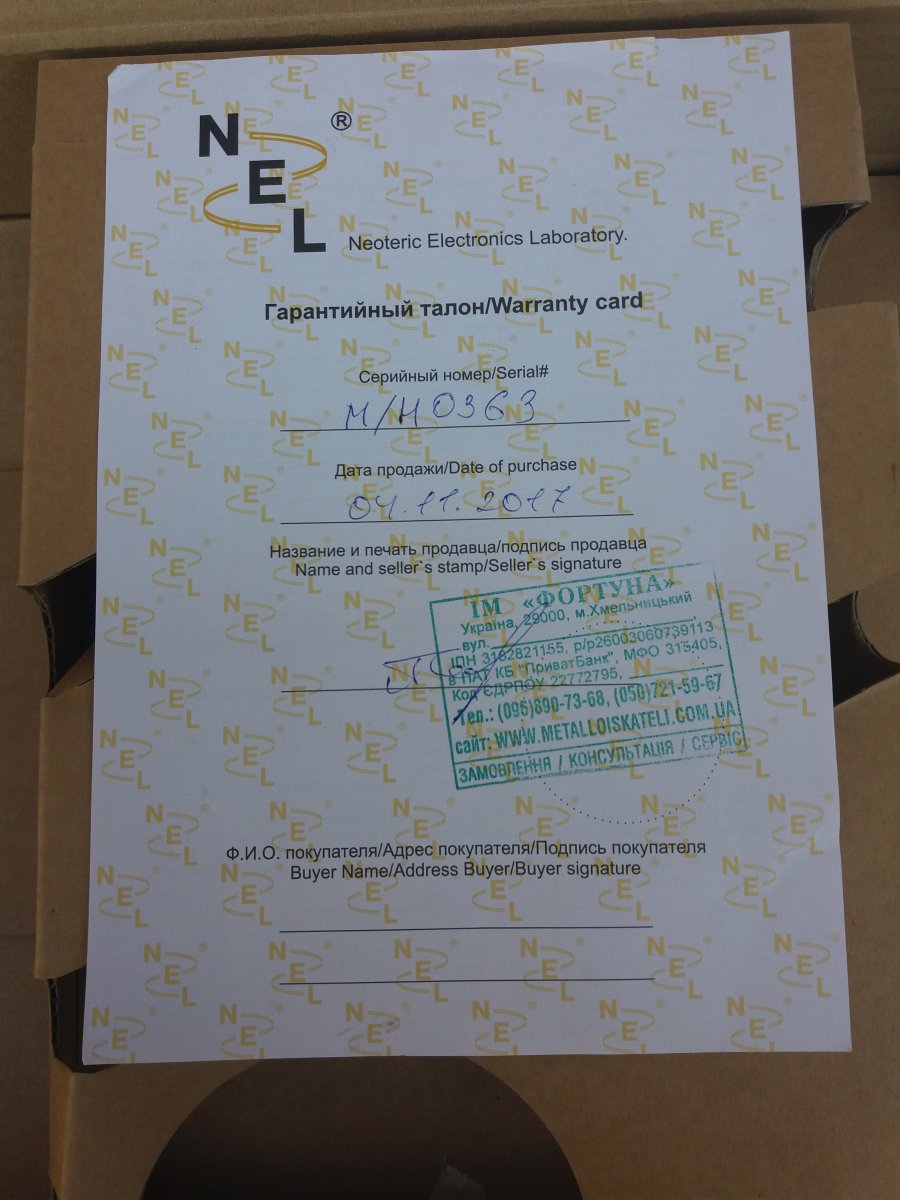 NEL®
Neoteric Electronics Laboratory.
Гарантийный талон/Warranty card
Серийный номер/Serial#
М/Н 0363
Дата продажи/Date of purchase
04.11.2017
Название и печать продавца/подпись продавца
Name and seller`s stamp/Seller`s signature
ІМ «ФОРТУНА»
Україна, 29000, м.Хмельницький
вул.
ІПН 3182821155, р/р26003060739113
в ПАТ КБ "ПриватБанк", МФО 315405,
Код ЄДРПОУ 22772795,
Тел.: (096)890-73-68, (050)721-59-67
сайт: WWW.METALLOISKATELI.COM.UA
ЗАМОВЛЕННЯ / КОНСУЛЬТАЦІЯ / СЕРВІС
Ф.И.О. покупателя/Адрес покупателя/Подпись покупателя
Buyer Name/Address Buyer/Buyer signature